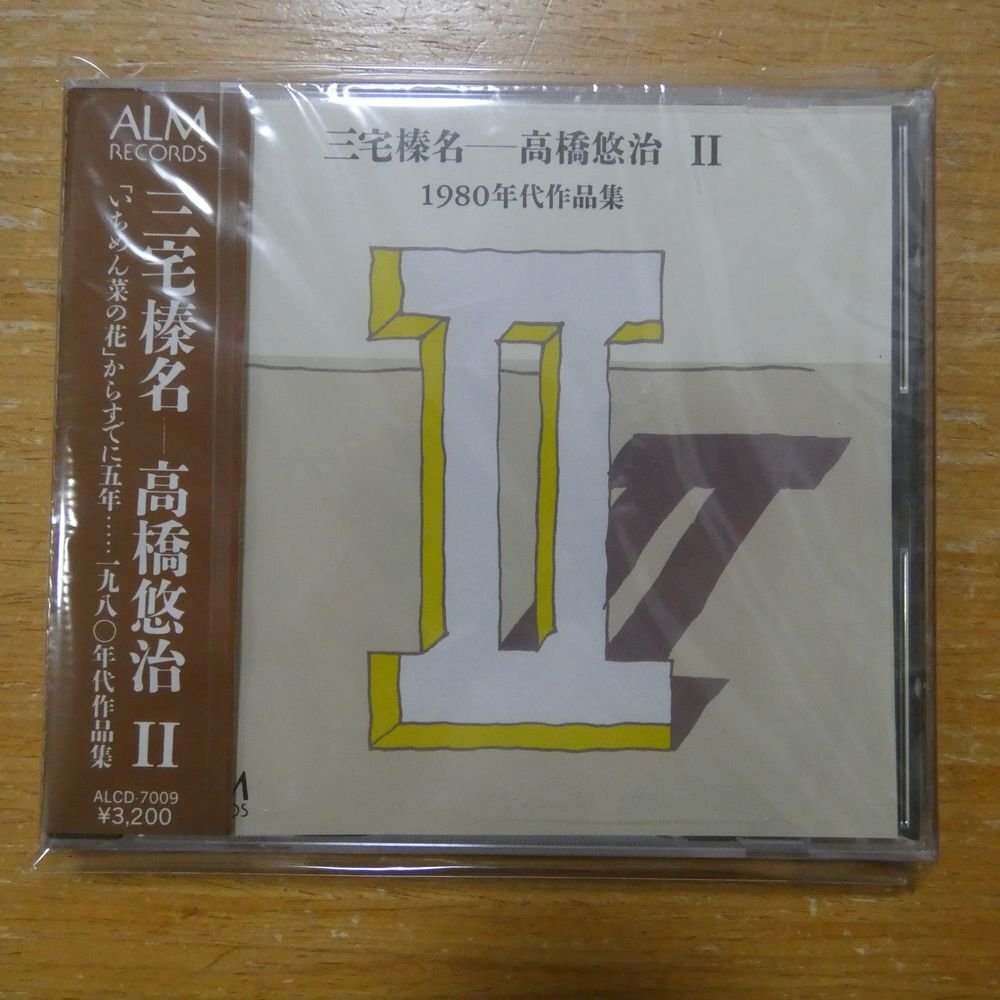 ALM
RECORDS
三宅榛名──高橋悠治 II
「いちめん菜の花」からすでに五年……一九八〇年代作品集
ALCD-7009
¥3,200
三宅榛名──高橋悠治 II
1980年代作品集
II
M
DS